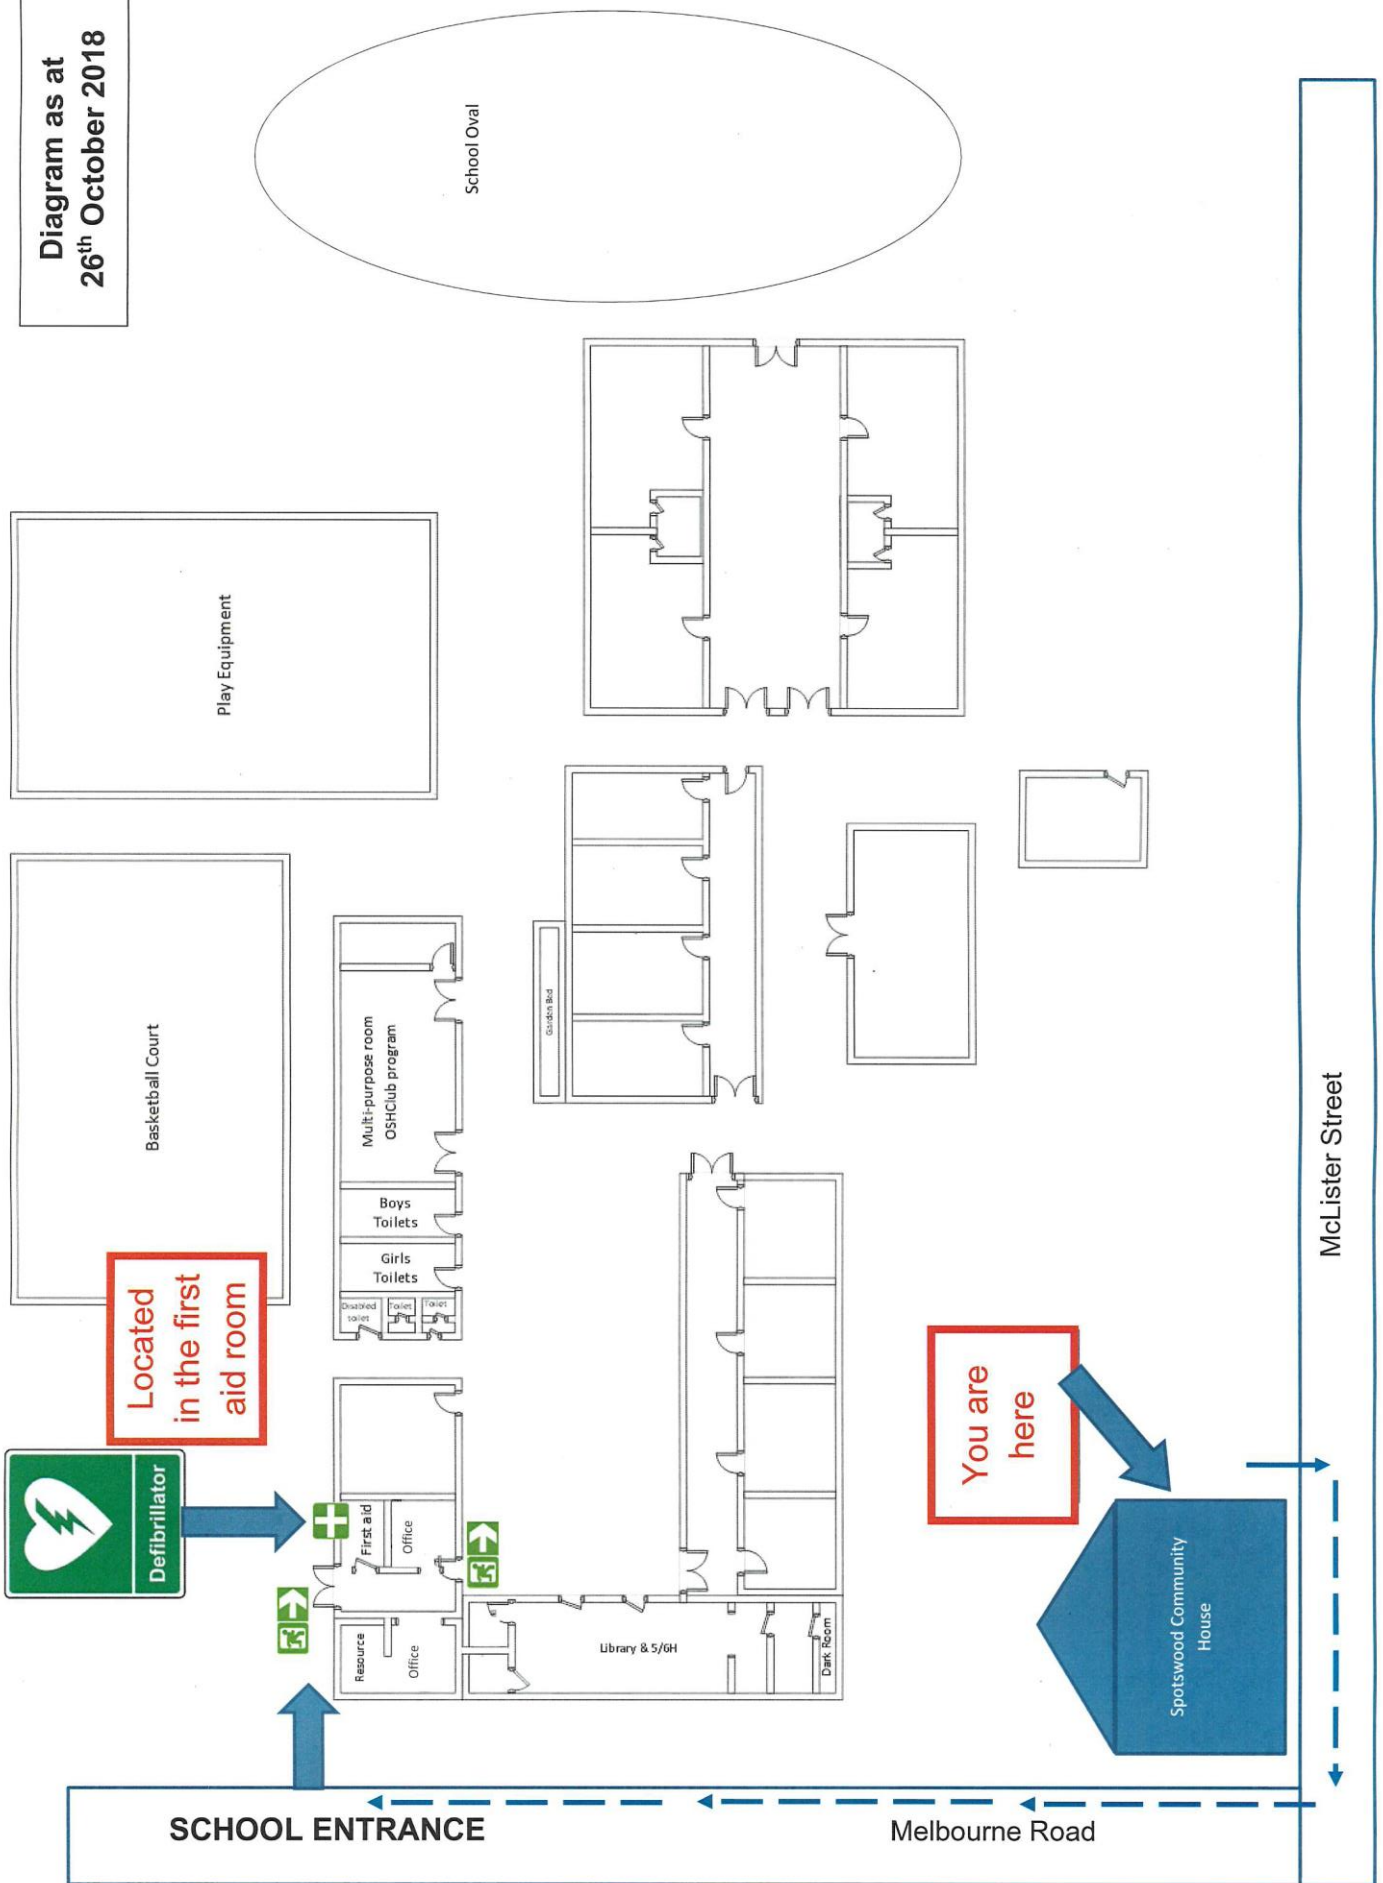 Diagram as at
26th October 2018
School Oval
Play Equipment
Basketball Court
Located
in the first
aid room
Defibrillator
Multi-purpose room
OSHClub program
Boys
Toilets
Girls
Toilets
Disabled
toilet
Toilet
Toilet
Garden Bed
First aid
Office
Resource
Office
Library & 5/6H
Dark Room
You are
here
Spotswood Community
House
McLister Street
SCHOOL ENTRANCE
Melbourne Road